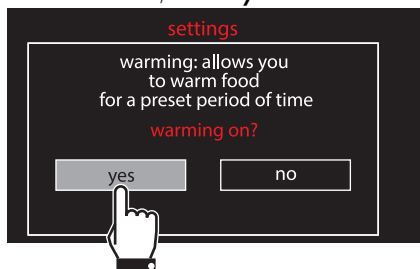 settings
warming: allows you
to warm food
for a preset period of time
warming on?
yes
no